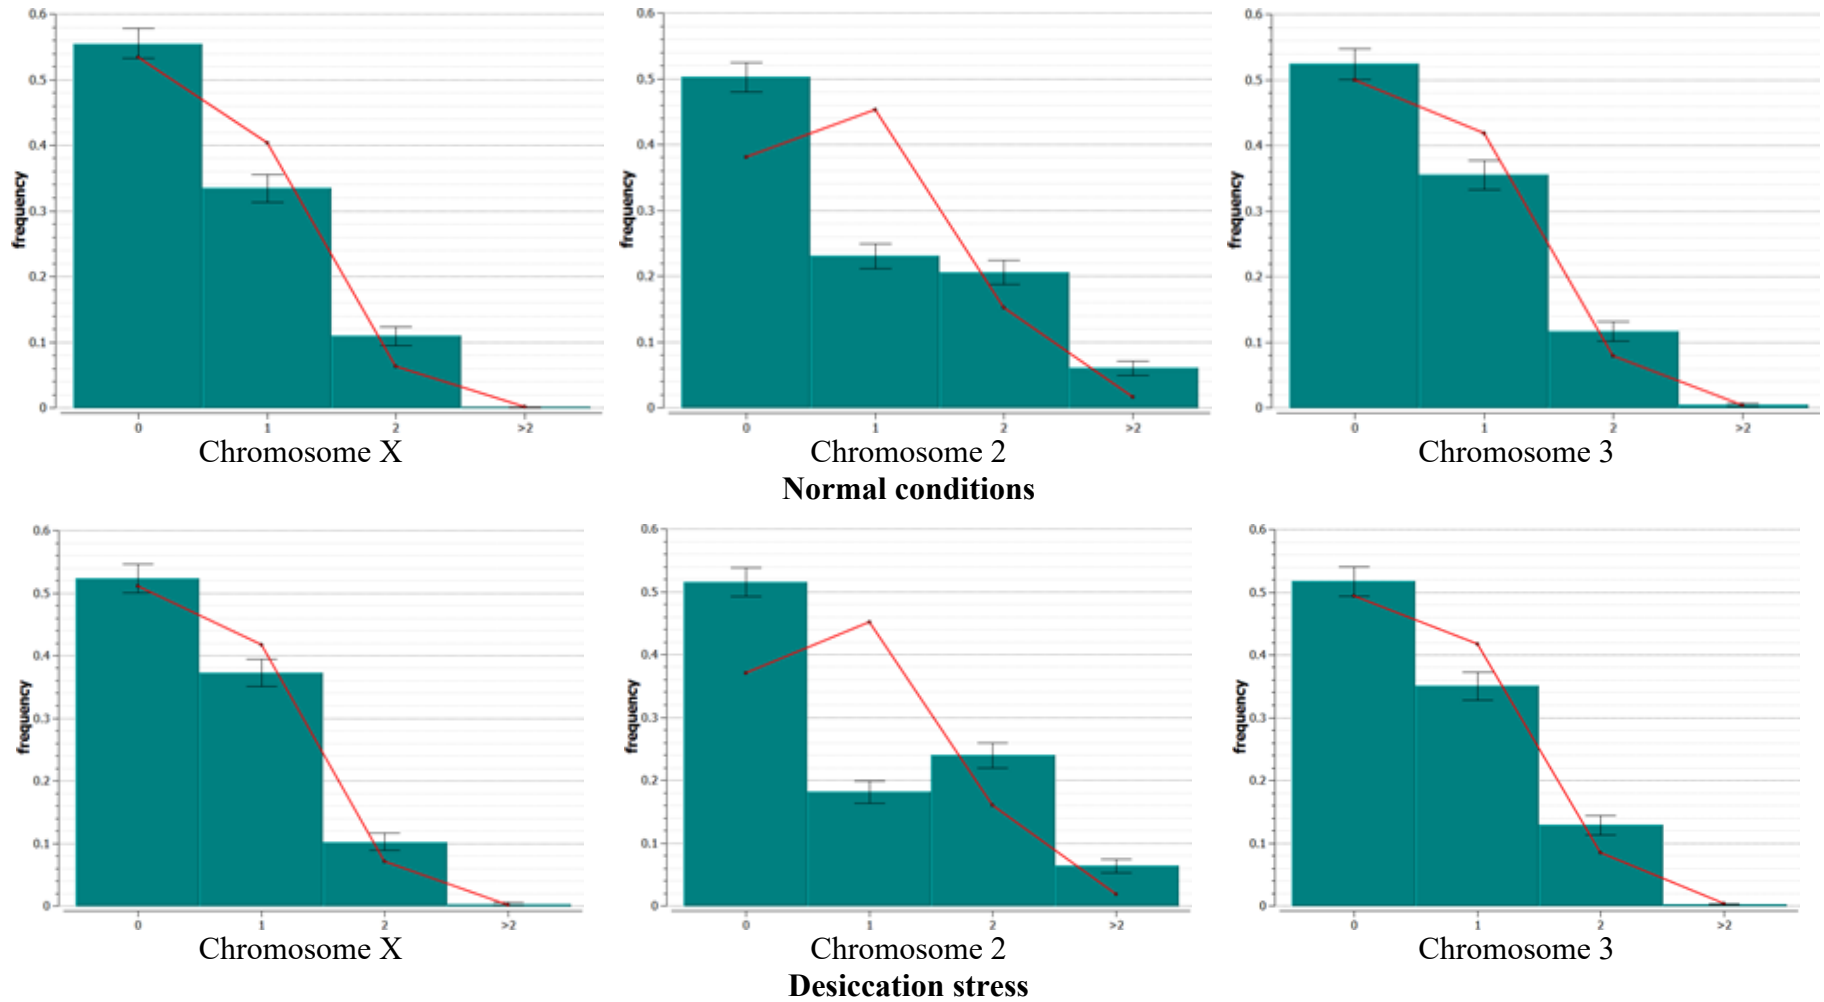 0.6 0.6 0.6
0.5 0.5 0.5
0.4 0.4 0.4
0.3 0.3 0.3
0.2 0.2 0.2
0.1 0.1 0.1
0 0 0
frequency frequency frequency
0 1 2 >2 0 1 2 >2 0 1 2 >2
Chromosome X Chromosome 2 Chromosome 3
Normal conditions
0.6 0.6 0.6
0.5 0.5 0.5
0.4 0.4 0.4
0.3 0.3 0.3
0.2 0.2 0.2
0.1 0.1 0.1
0 0 0
frequency frequency frequency
0 1 2 >2 0 1 2 >2 0 1 2 >2
Chromosome X Chromosome 2 Chromosome 3
Desiccation stress